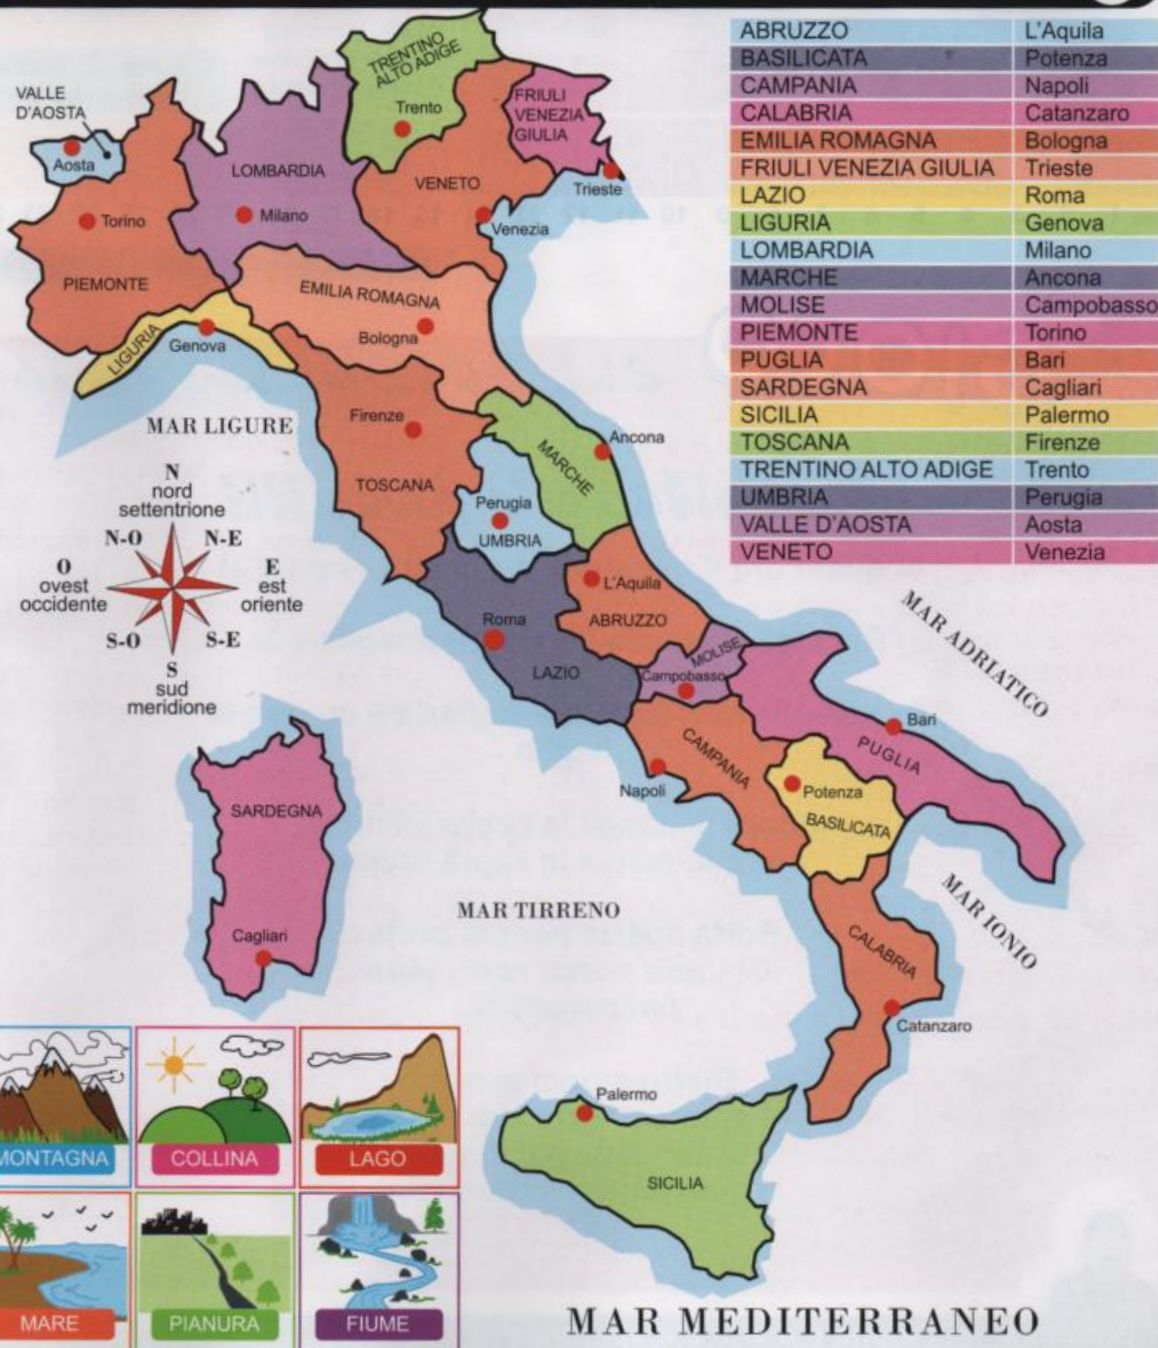 ABRUZZO L'Aquila
BASILICATA Potenza
CAMPANIA Napoli
CALABRIA Catanzaro
EMILIA ROMAGNA Bologna
FRIULI VENEZIA GIULIA Trieste
LAZIO Roma
LIGURIA Genova
LOMBARDIA Milano
MARCHE Ancona
MOLISE Campobasso
PIEMONTE Torino
PUGLIA Bari
SARDEGNA Cagliari
SICILIA Palermo
TOSCANA Firenze
TRENTINO ALTO ADIGE Trento
UMBRIA Perugia
VALLE D'AOSTA Aosta
VENETO Venezia
VALLE
D'AOSTA
Aosta
Torino
PIEMONTE
LOMBARDIA
Milano
TRENTINO
ALTO ADIGE
Trento
VENETO
Venezia
FRIULI
VENEZIA
GIULIA
Trieste
LIGURIA
Genova
EMILIA ROMAGNA
Bologna
Firenze
TOSCANA
MARCHE
Ancona
Perugia
UMBRIA
L'Aquila
ABRUZZO
Roma
LAZIO
MOLISE
Campobasso
CAMPANIA
Napoli
Bari
PUGLIA
Potenza
BASILICATA
CALABRIA
Catanzaro
SARDEGNA
Cagliari
Palermo
SICILIA
MAR LIGURE
MAR ADRIATICO
MAR TIRRENO
MAR IONIO
MAR MEDITERRANEO
N
nord
settentrione
N-O N-E
O
ovest
occidente
E
est
oriente
S-O S-E
S
sud
meridione
MONTAGNA
COLLINA
LAGO
MARE
PIANURA
FIUME